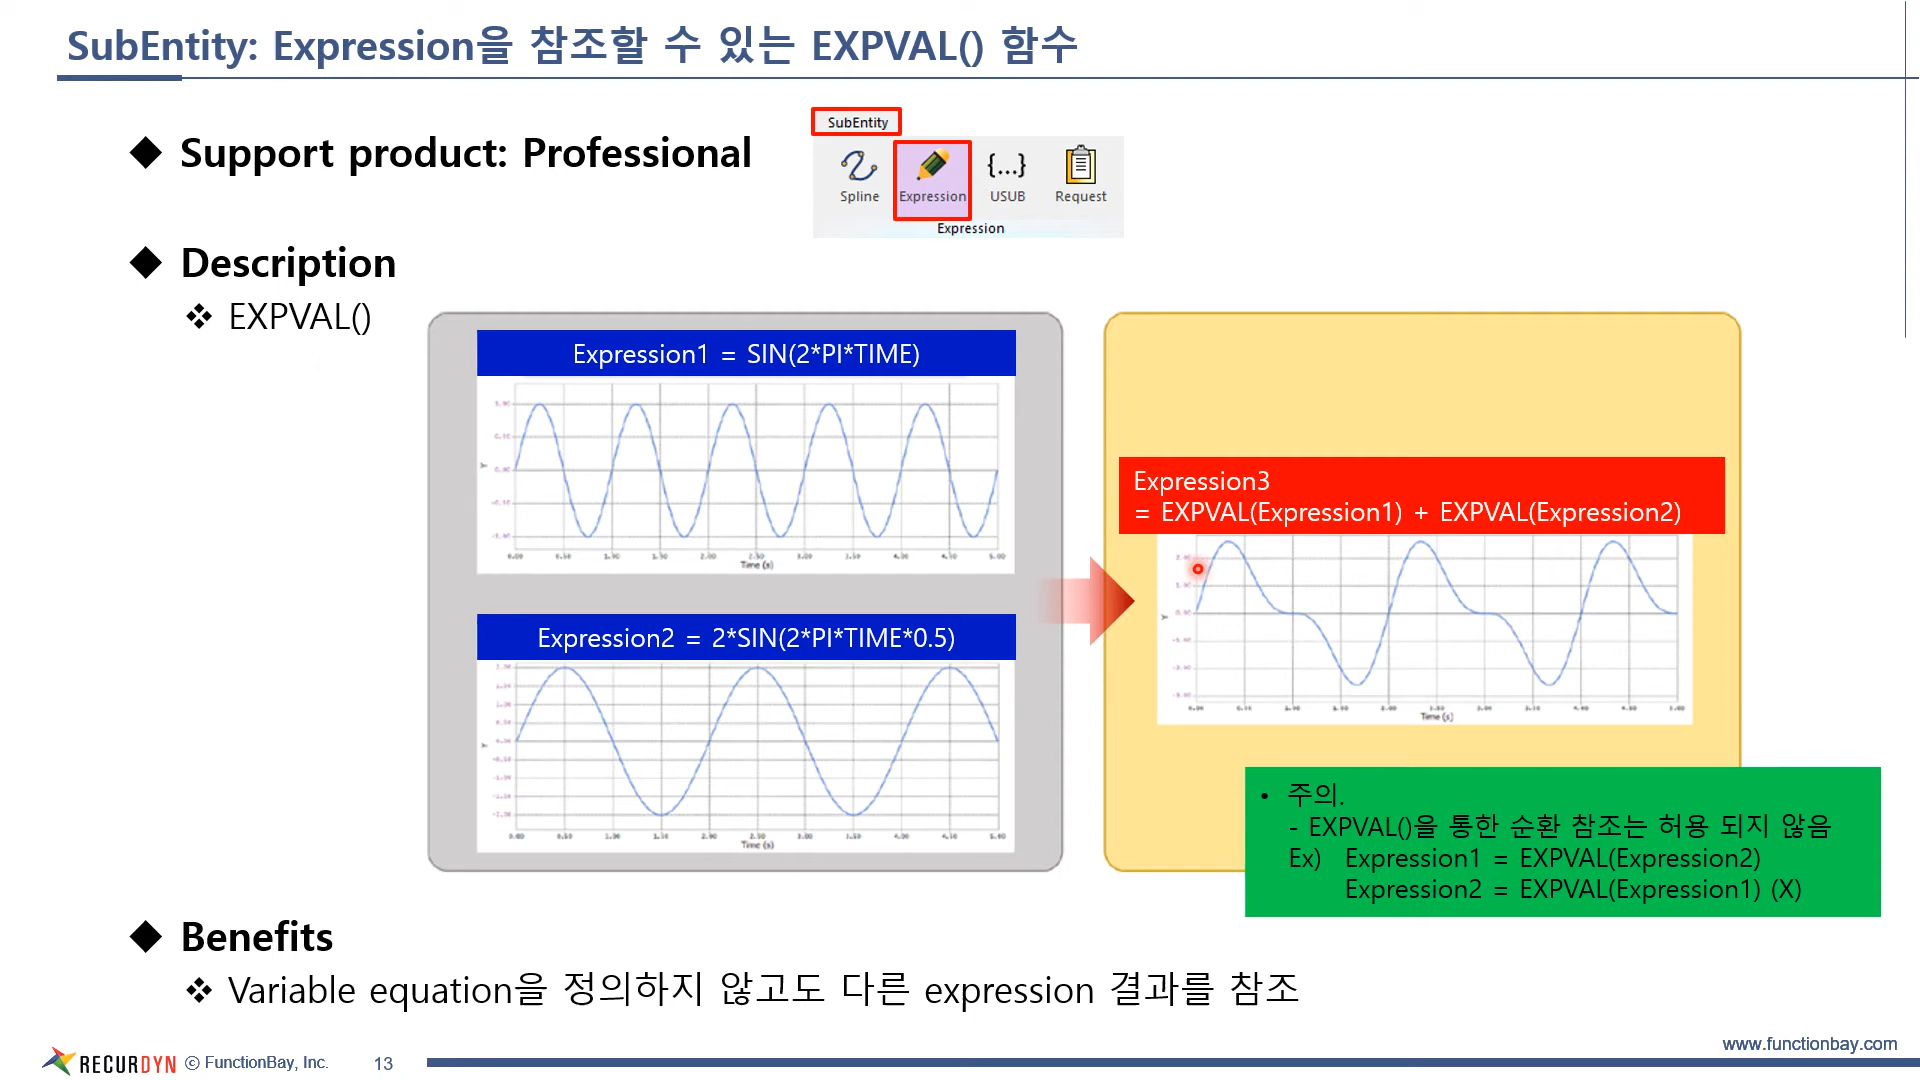 SubEntity: Expression을 참조할 수 있는 EXPVAL() 함수
◆ Support product: Professional
SubEntity
Spline
Expression
{...}
USUB
Request
Expression
◆ Description
❖ EXPVAL()
Expression1 = SIN(2*PI*TIME)
Y
Time (s)
Expression2 = 2*SIN(2*PI*TIME*0.5)
Y
Time (s)
Expression3
= EXPVAL(Expression1) + EXPVAL(Expression2)
Y
Time (s)
• 주의.
- EXPVAL()을 통한 순환 참조는 허용 되지 않음
Ex) Expression1 = EXPVAL(Expression2)
Expression2 = EXPVAL(Expression1) (X)
◆ Benefits
❖ Variable equation을 정의하지 않고도 다른 expression 결과를 참조
www.functionbay.com
RECURDYN © FunctionBay, Inc.
13